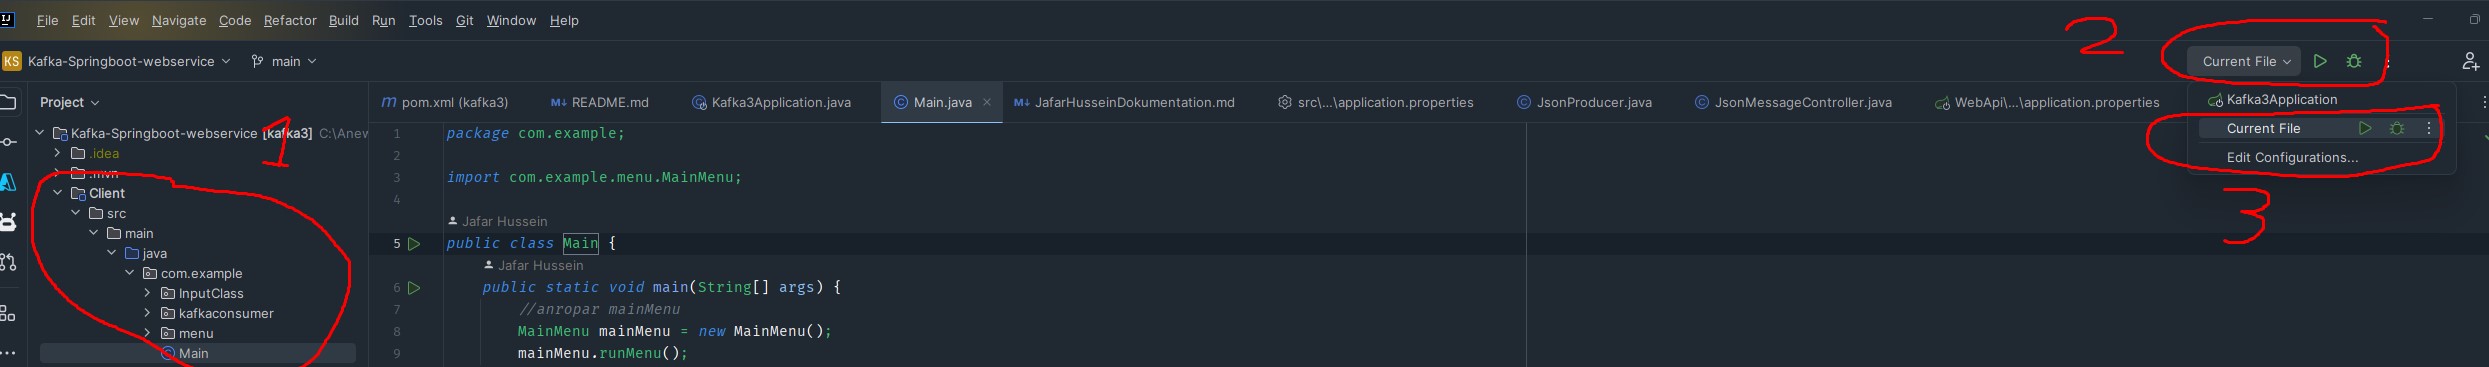 File Edit View Navigate Code Refactor Build Run Tools Git Window Help
2
KS Kafka-Springboot-webservice main Current File
Project
pom.xml (kafka3) README.md Kafka3Application.java Main.java JafarHusseinDokumentation.md src\...\application.properties JsonProducer.java JsonMessageController.java WebApi\...\application.properties
Kafka3Application
Current File
Edit Configurations...
3
1
Kafka-Springboot-webservice [kafka3] C:\Anew
.idea
.mvn
Client
src
main
java
com.example
InputClass
kafkaconsumer
menu
Main
1 package com.example;
2
3 import com.example.menu.MainMenu;
4
Jafar Hussein
5 public class Main {
Jafar Hussein
6 public static void main(String[] args) {
7 //anropar mainMenu
8 MainMenu mainMenu = new MainMenu();
9 mainMenu.runMenu();